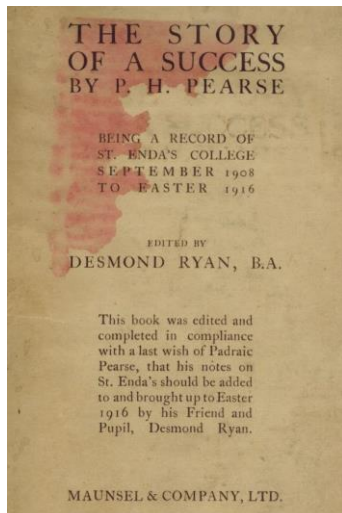 THE STORY
OF A SUCCESS
BY P. H. PEARSE
BEING A RECORD OF
ST. ENDA'S COLLEGE
SEPTEMBER 1908
TO EASTER 1916
EDITED BY
DESMOND RYAN, B.A.
This book was edited and
completed in compliance
with a last wish of Padraic
Pearse, that his notes on
St. Enda's should be added
to and brought up to Easter
1916 by his Friend and
Pupil, Desmond Ryan.
MAUNSEL & COMPANY, LTD.